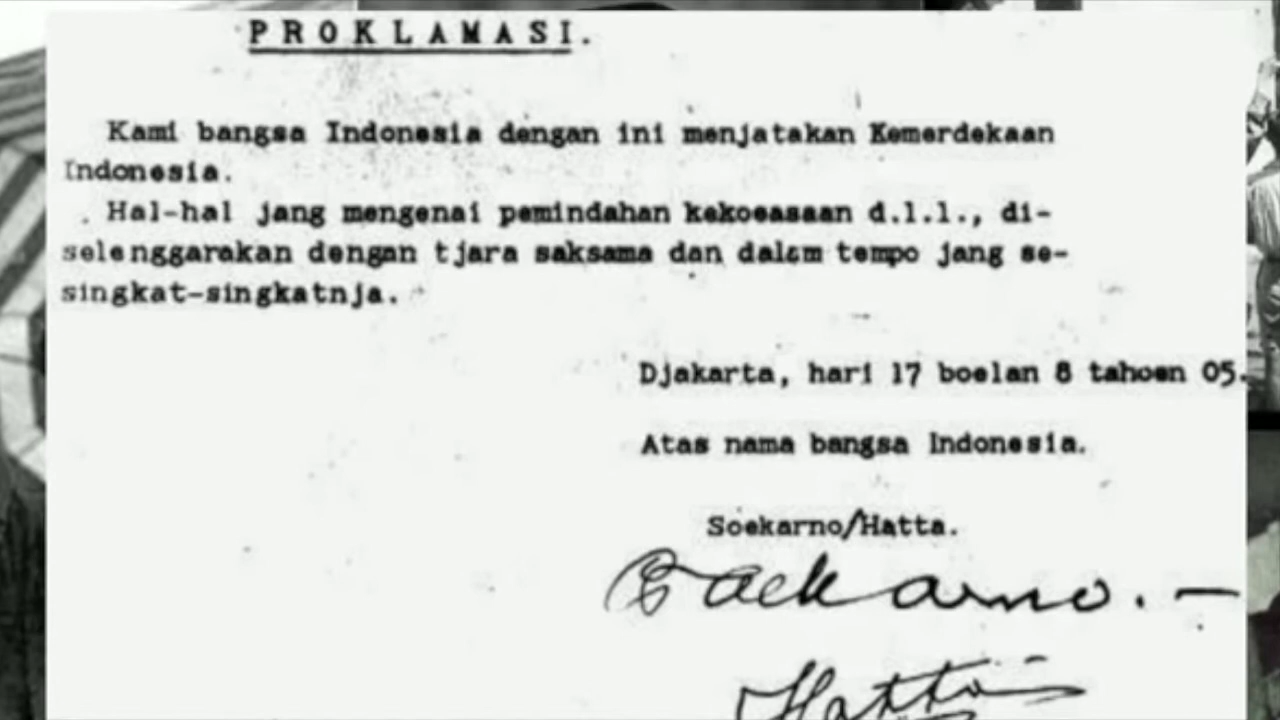 PROKLAMASI.
Kami bangsa Indonesia dengan ini menjatakan Kemerdekaan
Indonesia.
Hal-hal jang mengenai pemindahan kekoeasaan d.l.l., di-
selenggarakan dengan tjara saksama dan dalam tempo jang se-
singkat-singkatnja.
Djakarta, hari 17 boelan 8 tahoen 05.
Atas nama bangsa Indonesia.
Soekarno/Hatta.
Soekarno. —
Hatta